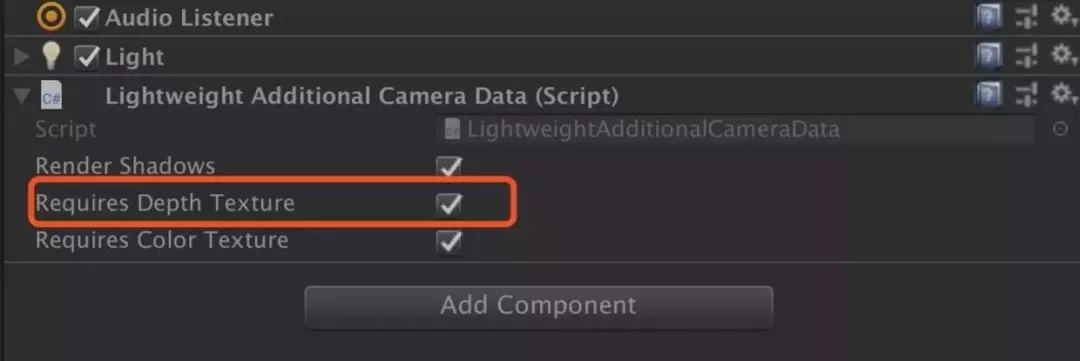 Audio Listener
Light
Lightweight Additional Camera Data (Script)
Script LightweightAdditionalCameraData
Render Shadows
Requires Depth Texture
Requires Color Texture
Add Component